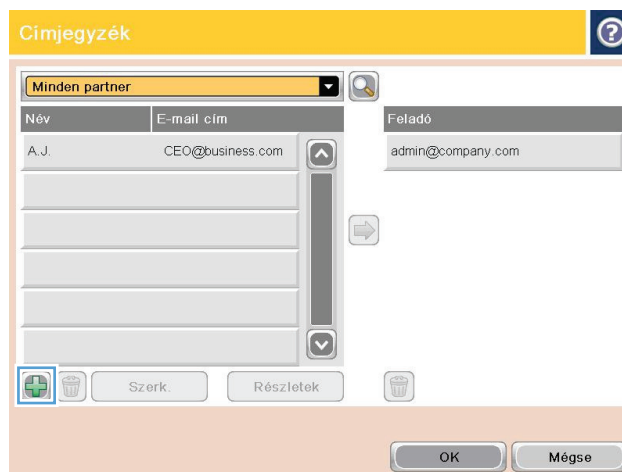 Címjegyzék
?
Minden partner
Név E-mail cím Feladó
A.J. CEO@business.com admin@company.com
Szerk. Részletek
OK Mégse